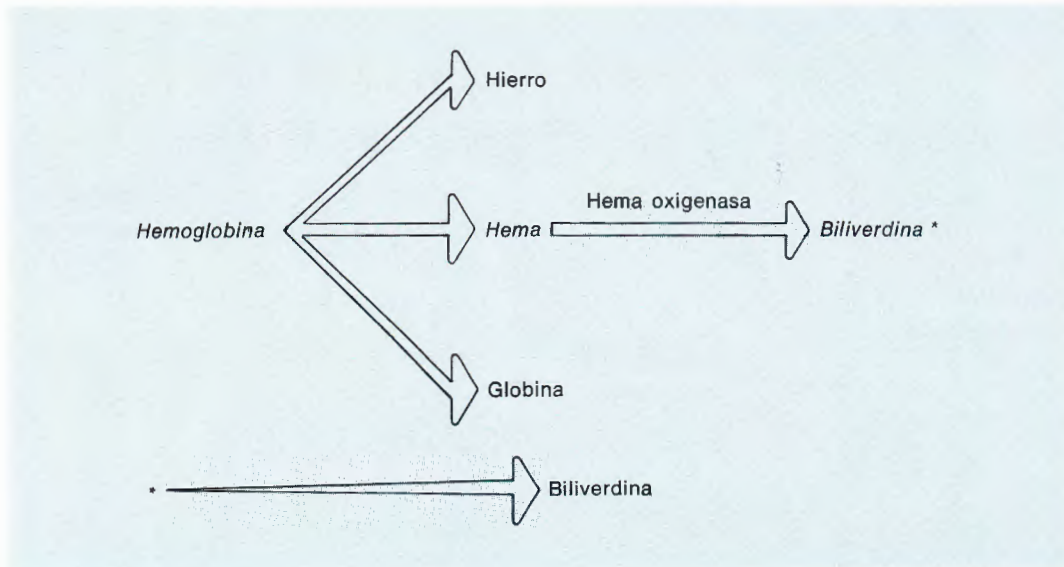 Hierro
Hemoglobina
Hema
Hema oxigenasa
Biliverdina *
Globina
* Biliverdina